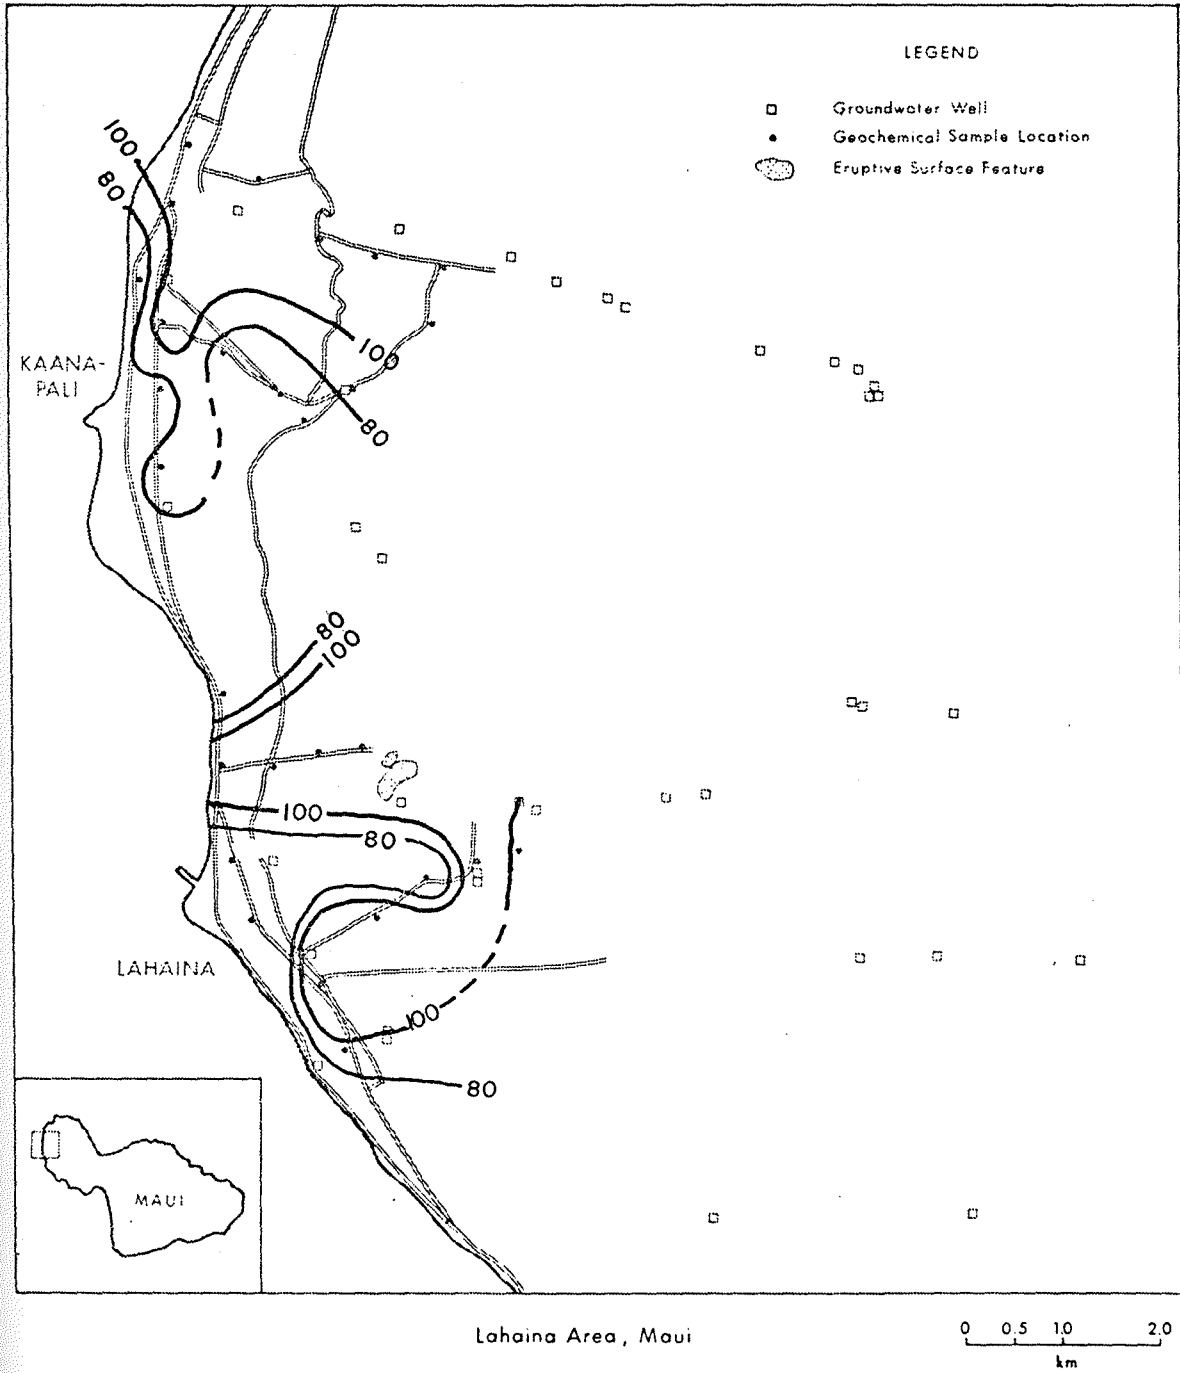 LEGEND
Groundwater Well
Geochemical Sample Location
Eruptive Surface Feature
100
80
100
80
KAANA-
PALI
80
100
100
80
LAHAINA
100
80
MAUI
Lahaina Area, Maui
0 0.5 1.0 2.0
km